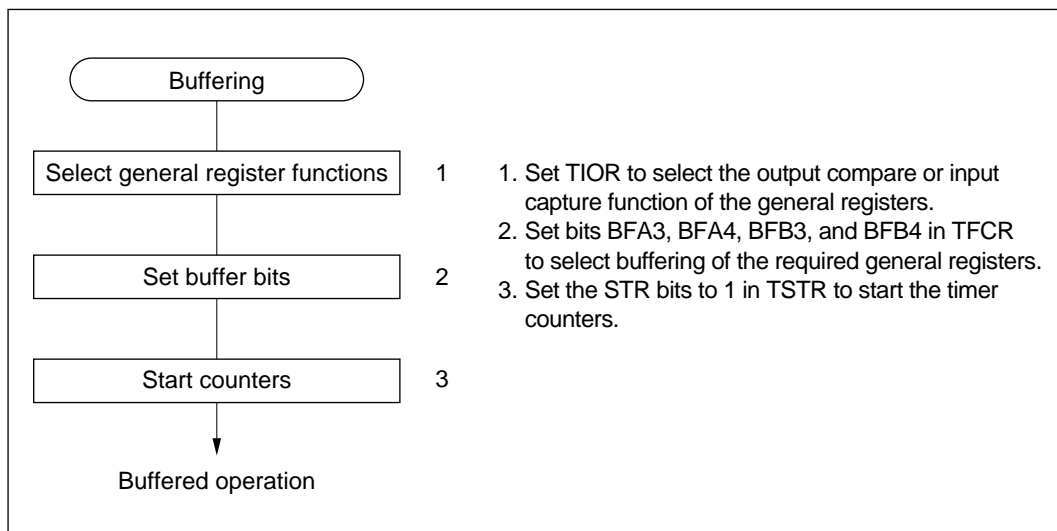 Buffering
Select general register functions
1
Set buffer bits
2
Start counters
3
Buffered operation
1. Set TIOR to select the output compare or input
capture function of the general registers.
2. Set bits BFA3, BFA4, BFB3, and BFB4 in TFCR
to select buffering of the required general registers.
3. Set the STR bits to 1 in TSTR to start the timer
counters.